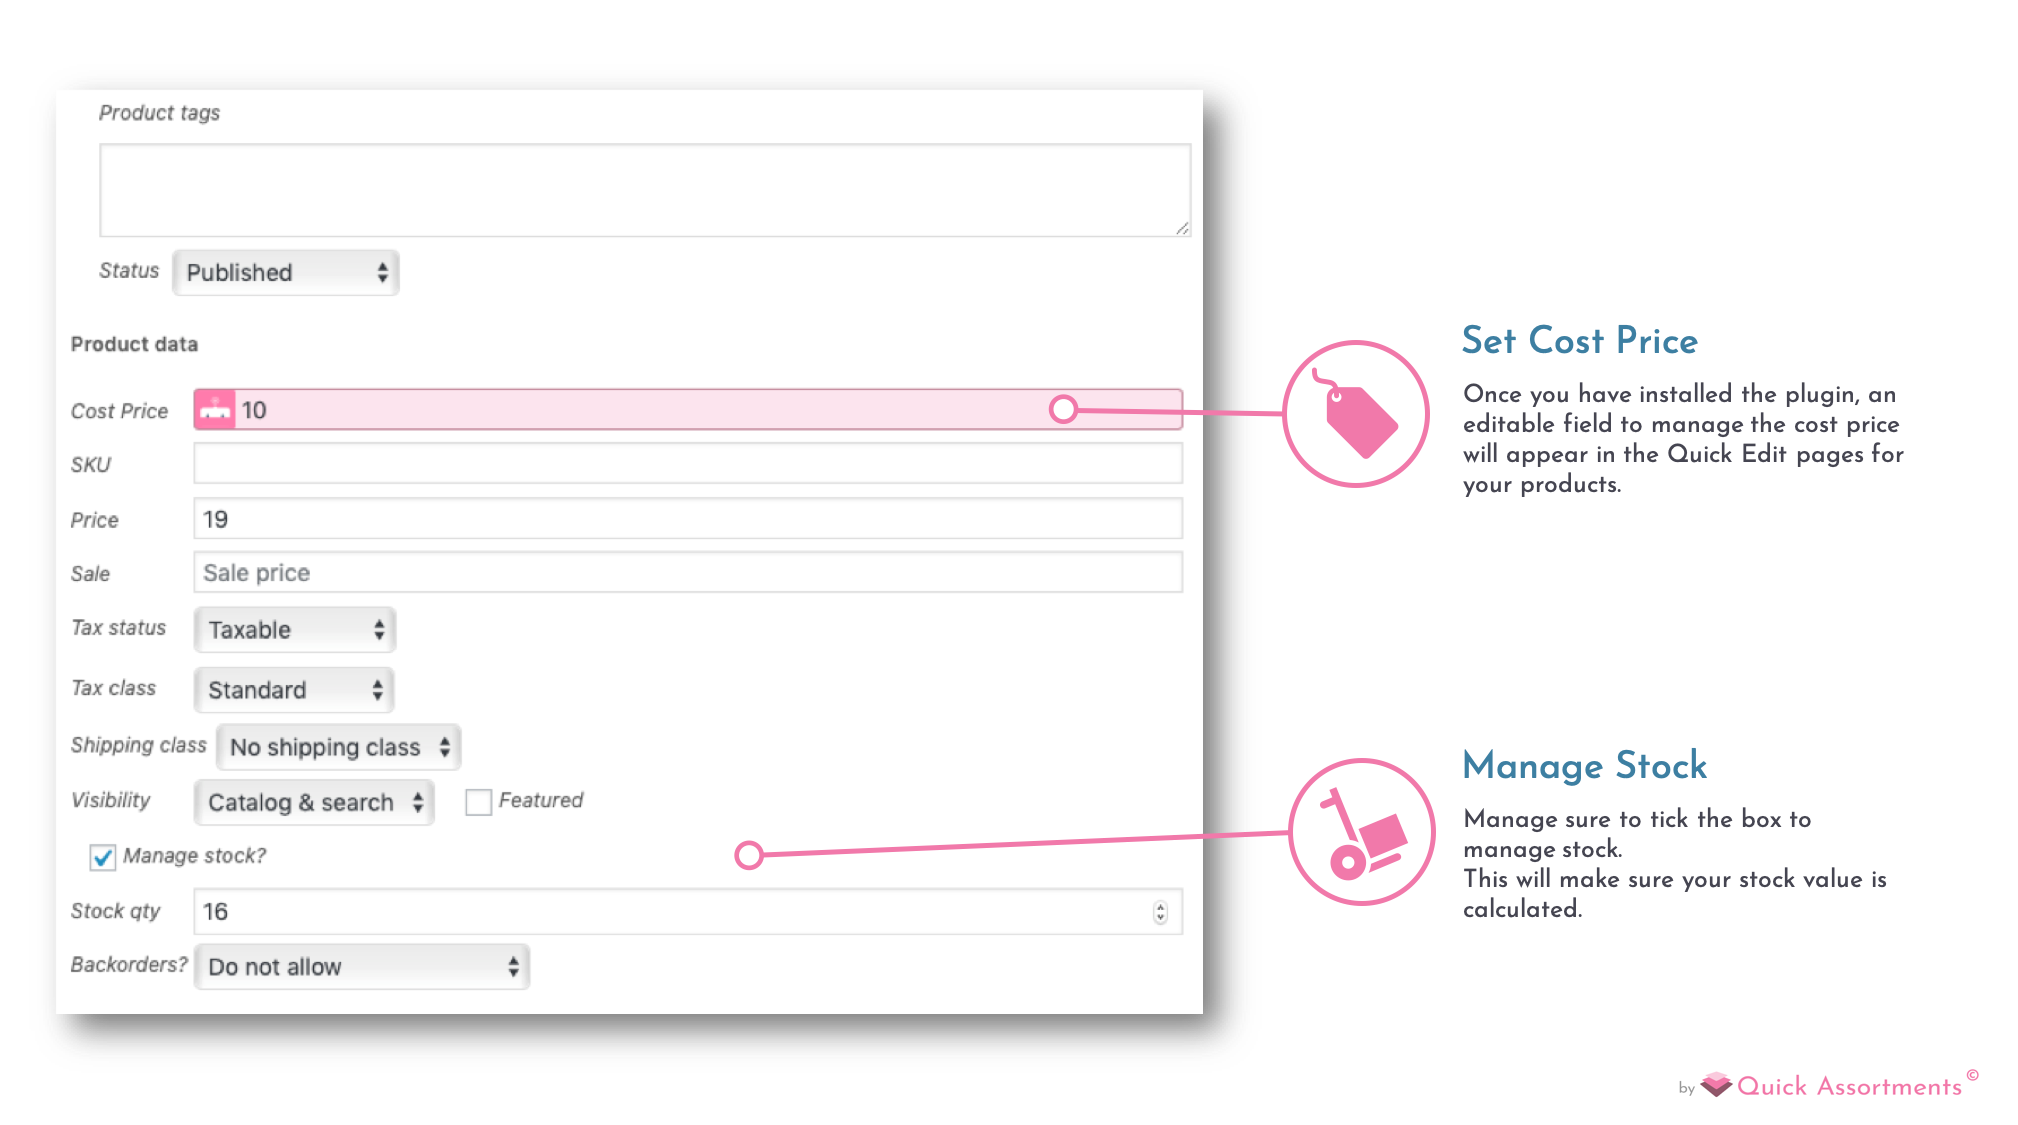 Product tags
Status Published
Product data
Cost Price 10
SKU
Price 19
Sale Sale price
Tax status Taxable
Tax class Standard
Shipping class No shipping class
Visibility Catalog & search Featured
Manage stock?
Stock qty 16
Backorders? Do not allow
Set Cost Price
Once you have installed the plugin, an
editable field to manage the cost price
will appear in the Quick Edit pages for
your products.
Manage Stock
Manage sure to tick the box to
manage stock.
This will make sure your stock value is
calculated.
by Quick Assortments©